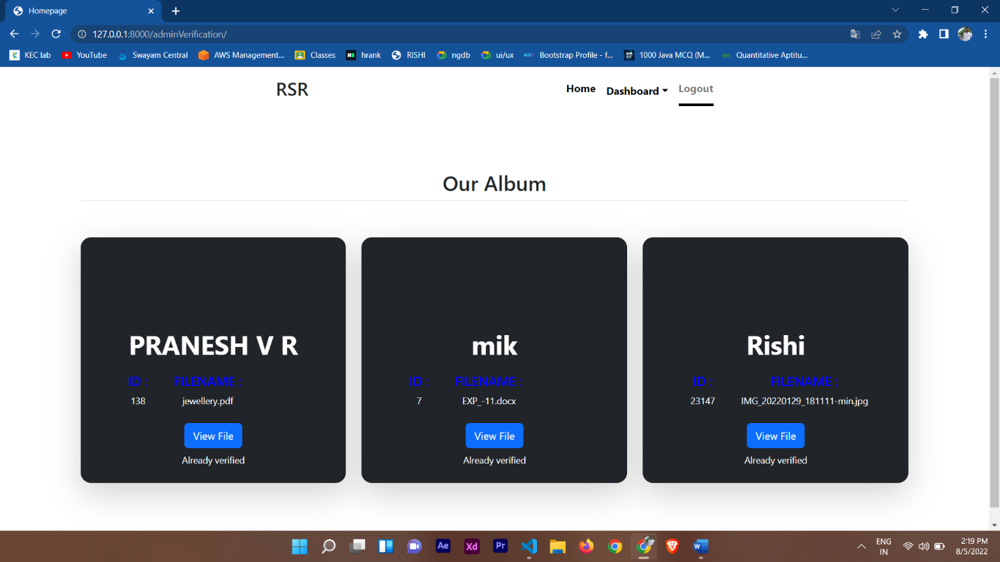 Homepage
127.0.0.1:8000/adminVerification/
KEC lab YouTube Swayam Central AWS Management... Classes hrank RISHI ngdb ui/ux Bootstrap Profile - f... 1000 Java MCQ (M... Quantitative Aptitu...
RSR Home Dashboard Logout
Our Album
PRANESH V R
ID : FILENAME :
138 jewellery.pdf
View File
Already verified
mik
ID : FILENAME :
7 EXP_-11.docx
View File
Already verified
Rishi
ID : FILENAME :
23147 IMG_20220129_181111-min.jpg
View File
Already verified
Ae Xd Pr
ENG
IN
2:19 PM
8/5/2022